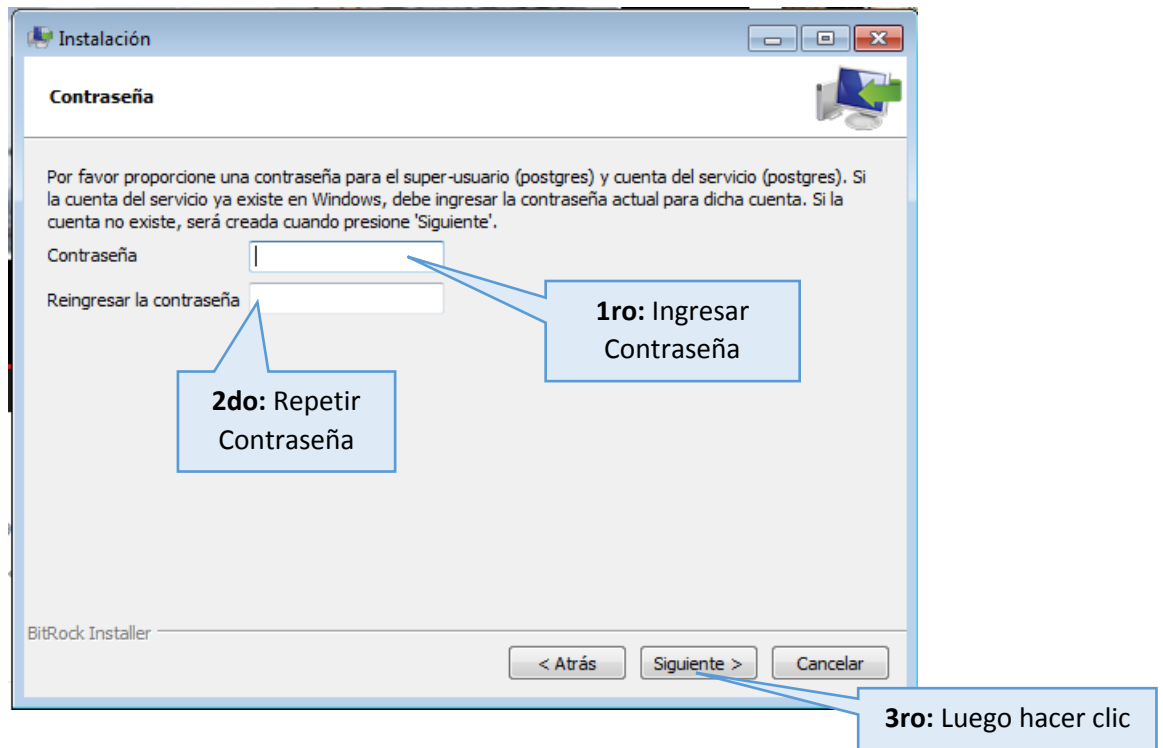 Instalación
Contraseña
Por favor proporcione una contraseña para el super-usuario (postgres) y cuenta del servicio (postgres). Si
la cuenta del servicio ya existe en Windows, debe ingresar la contraseña actual para dicha cuenta. Si la
cuenta no existe, será creada cuando presione 'Siguiente'.
Contraseña
Reingresar la contraseña
1ro: Ingresar
Contraseña
2do: Repetir
Contraseña
BitRock Installer
< Atrás
Siguiente >
Cancelar
3ro: Luego hacer clic